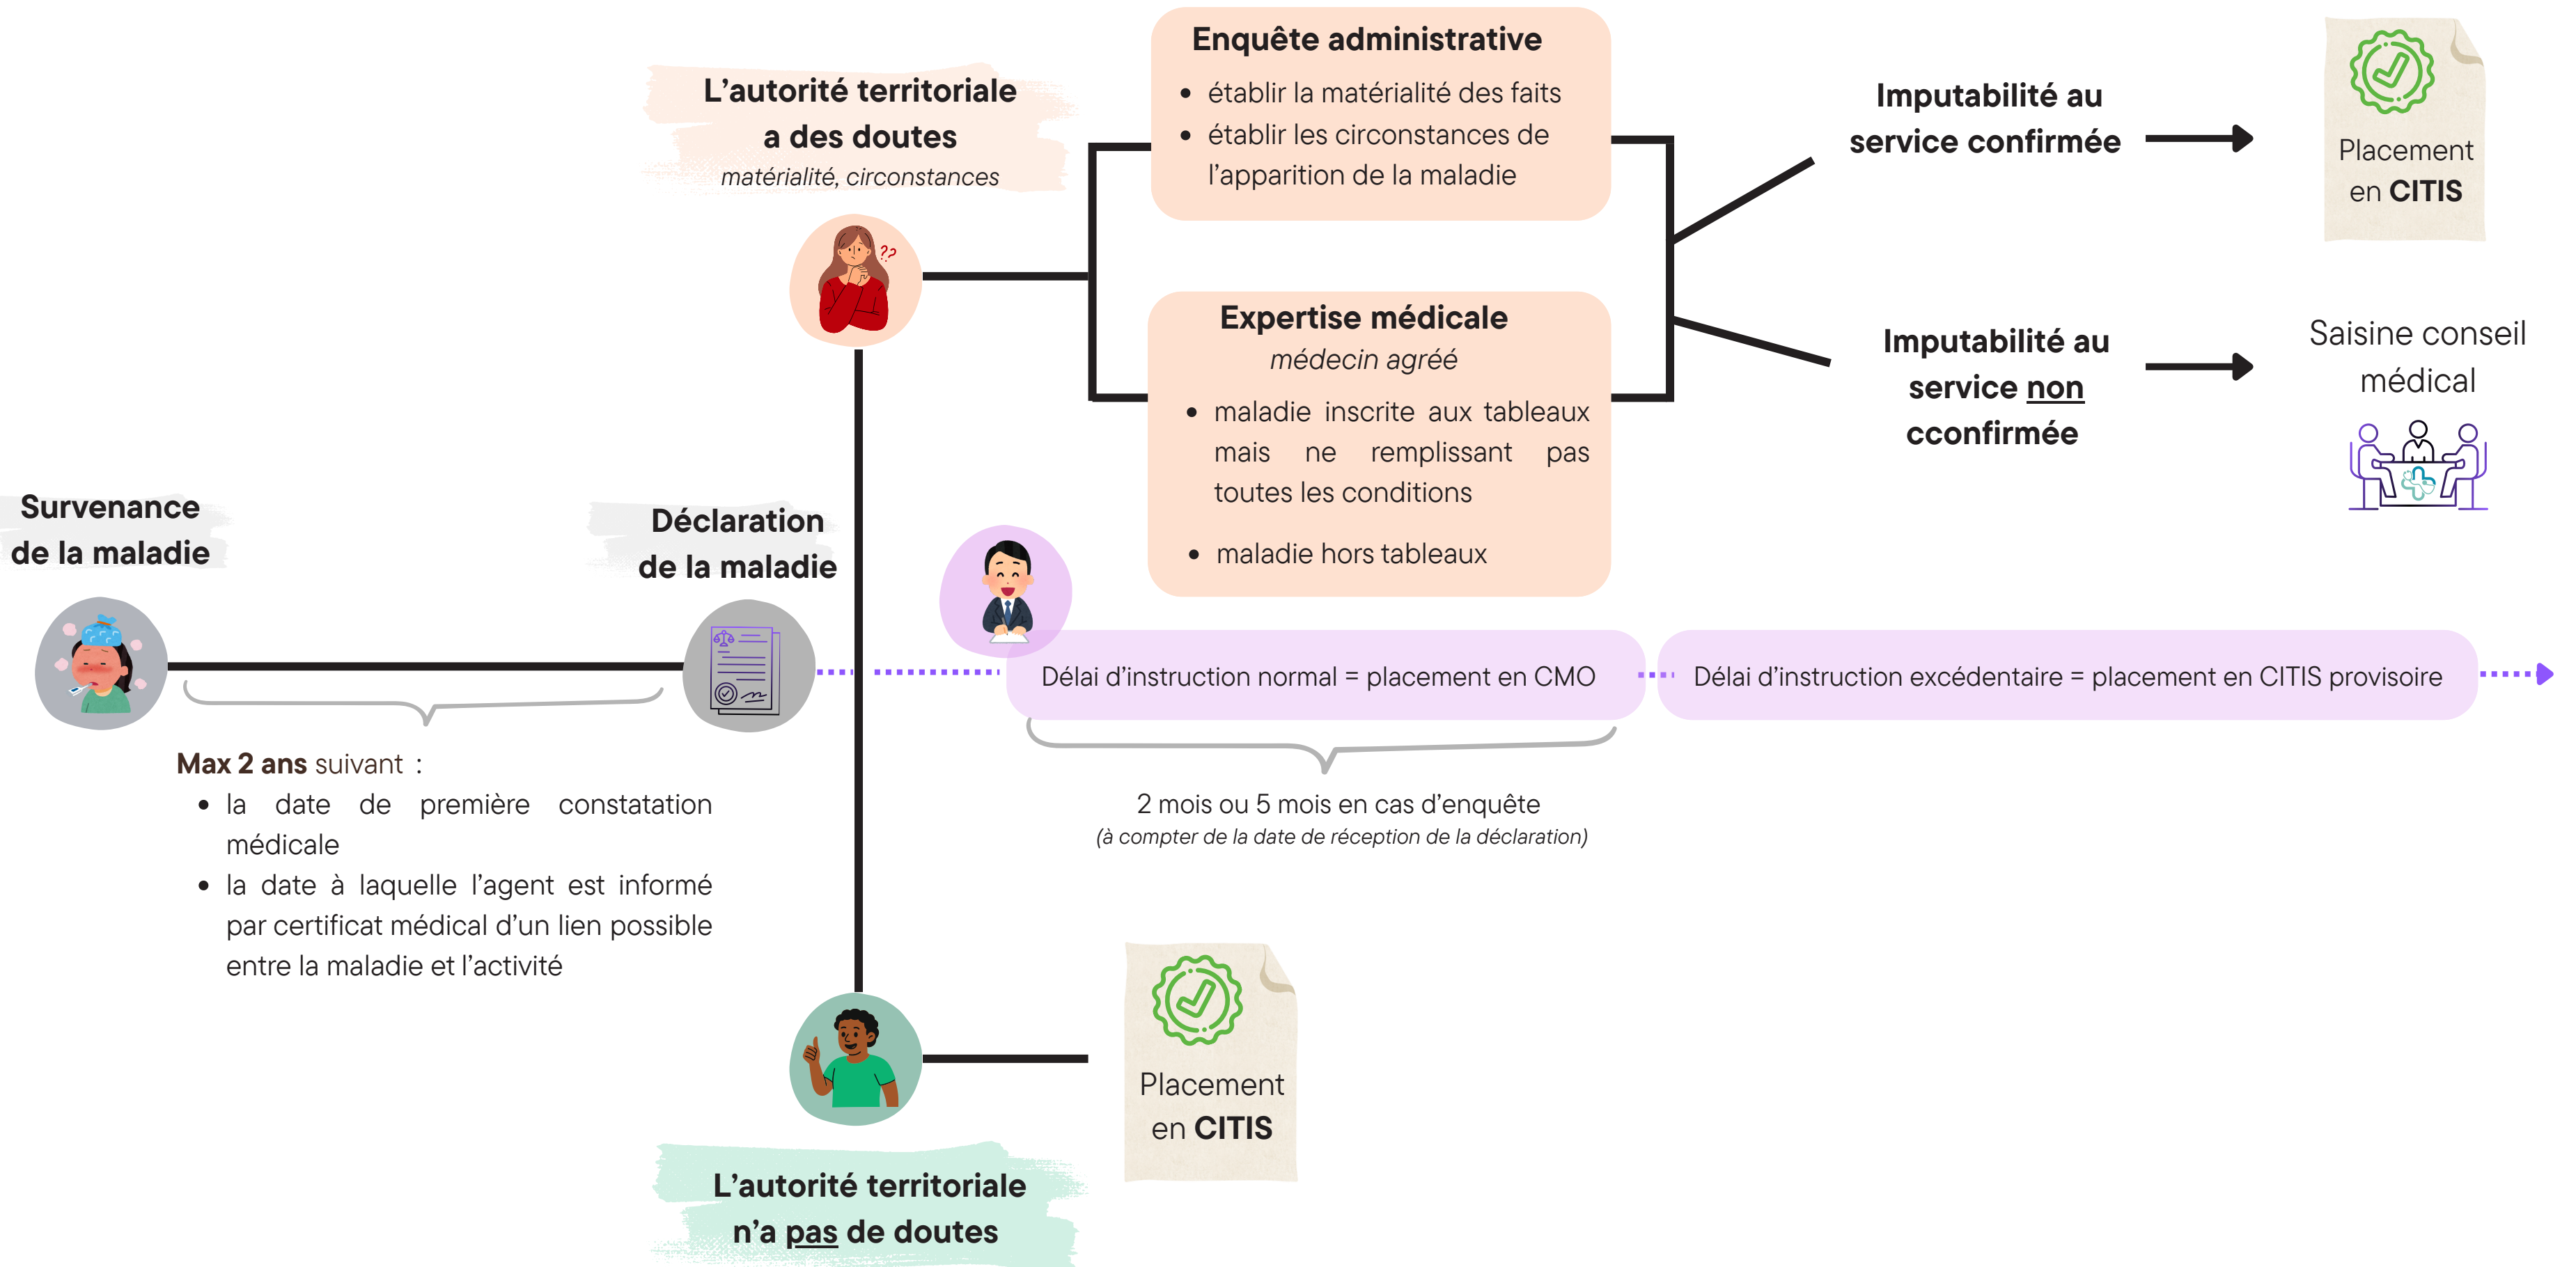 L’autorité territoriale
a des doutes
matérialité, circonstances
??
Enquête administrative
• établir la matérialité des faits
• établir les circonstances de
l’apparition de la maladie
Expertise médicale
médecin agréé
• maladie inscrite aux tableaux
mais ne remplissant pas
toutes les conditions
• maladie hors tableaux
Imputabilité au
service confirmée
Placement
en CITIS
Imputabilité au
service non
cconfirmée
Saisine conseil
médical
Survenance
de la maladie
Déclaration
de la maladie
Max 2 ans suivant :
• la date de première constatation
médicale
• la date à laquelle l’agent est informé
par certificat médical d’un lien possible
entre la maladie et l’activité
Délai d’instruction normal = placement en CMO
Délai d’instruction excédentaire = placement en CITIS provisoire
2 mois ou 5 mois en cas d’enquête
(à compter de la date de réception de la déclaration)
Placement
en CITIS
L’autorité territoriale
n’a pas de doutes